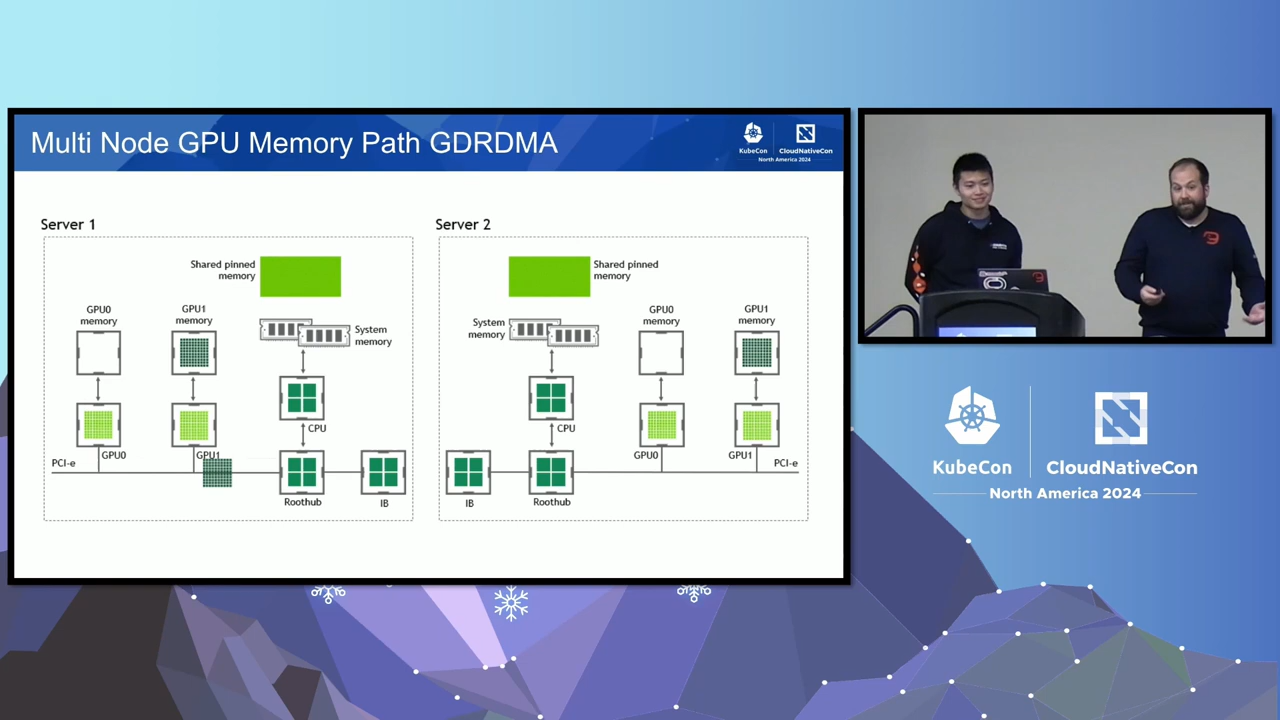 Multi Node GPU Memory Path GDRDMA
KubeCon
CloudNativeCon
North America 2024
Server 1
Shared pinned
memory
GPU0
memory
GPU1
memory
System
memory
CPU
PCI-e
GPU0
GPU1
Roothub
IB
Server 2
Shared pinned
memory
System
memory
GPU0
memory
GPU1
memory
CPU
GPU0
GPU1
PCI-e
IB
Roothub
KubeCon
CloudNativeCon
North America 2024